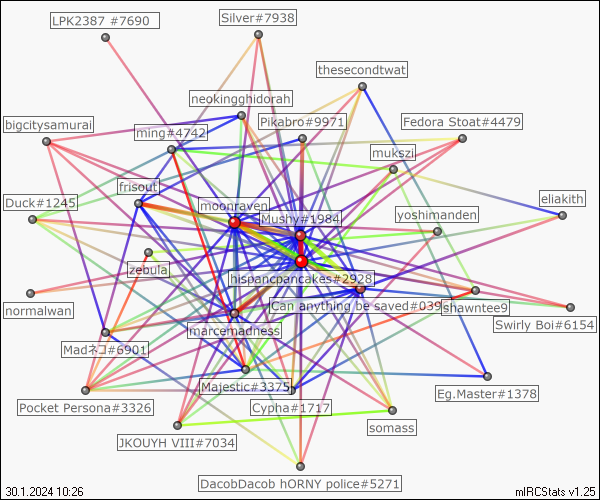 LPK2387 #7690
Silver#7938
thesecondtwat
neokingghidorah
bigcitysamurai
ming#4742
Pikabro#9971
Fedora Stoat#4479
mukszi
frisout
Duck#1245
moonraven
Mushy#1984
yoshimanden
eliakith
zebula
hispancpancakes#2928
normalwan
Can anything be saved#039
shawntee9
Swirly Boi#6154
marcemadness
Madネコ#6901
Majestic#3375
Eg.Master#1378
Pocket Persona#3326
Cypha#1717
somass
JKOUYH VIII#7034
DacobDacob hORNY police#5271
30.1.2024 10:26
mIRCStats v1.25